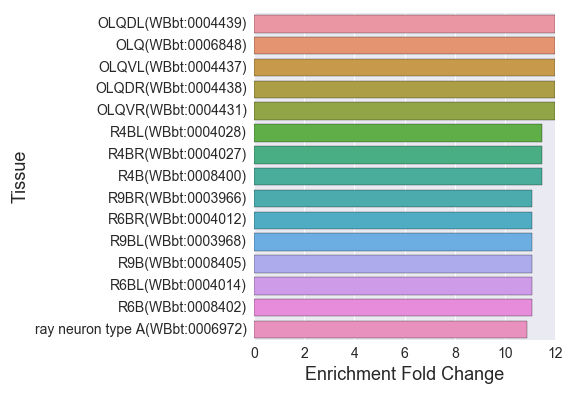 OLQDL(WBbt:0004439)
OLQ(WBbt:0006848)
OLQVL(WBbt:0004437)
OLQDR(WBbt:0004438)
OLQVR(WBbt:0004431)
R4BL(WBbt:0004028)
R4BR(WBbt:0004027)
R4B(WBbt:0008400)
R9BR(WBbt:0003966)
R6BR(WBbt:0004012)
R9BL(WBbt:0003968)
R9B(WBbt:0008405)
R6BL(WBbt:0004014)
R6B(WBbt:0008402)
ray neuron type A(WBbt:0006972)
Tissue
0 2 4 6 8 10 12
Enrichment Fold Change